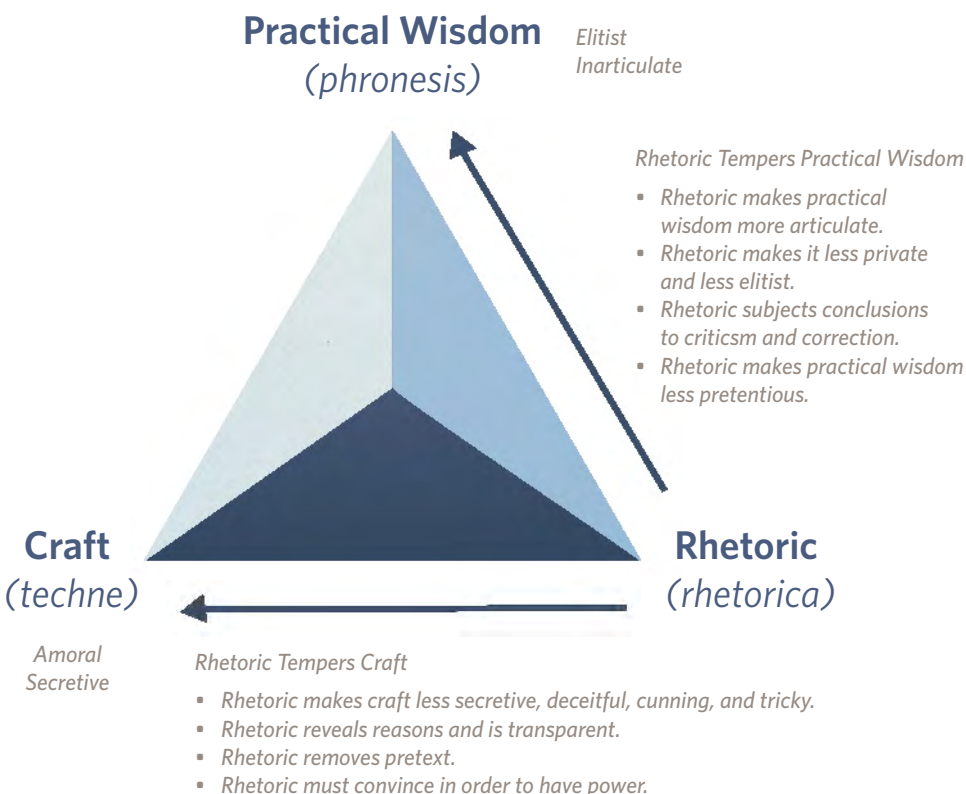 Practical Wisdom
(phronesis)
Elitist
Inarticulate
Rhetoric Tempers Practical Wisdom
▪ Rhetoric makes practical
wisdom more articulate.
▪ Rhetoric makes it less private
and less elitist.
▪ Rhetoric subjects conclusions
to criticsm and correction.
▪ Rhetoric makes practical wisdom
less pretentious.
Craft
(techne)
Rhetoric
(rhetorica)
Amoral
Secretive
Rhetoric Tempers Craft
▪ Rhetoric makes craft less secretive, deceitful, cunning, and tricky.
▪ Rhetoric reveals reasons and is transparent.
▪ Rhetoric removes pretext.
▪ Rhetoric must convince in order to have power.